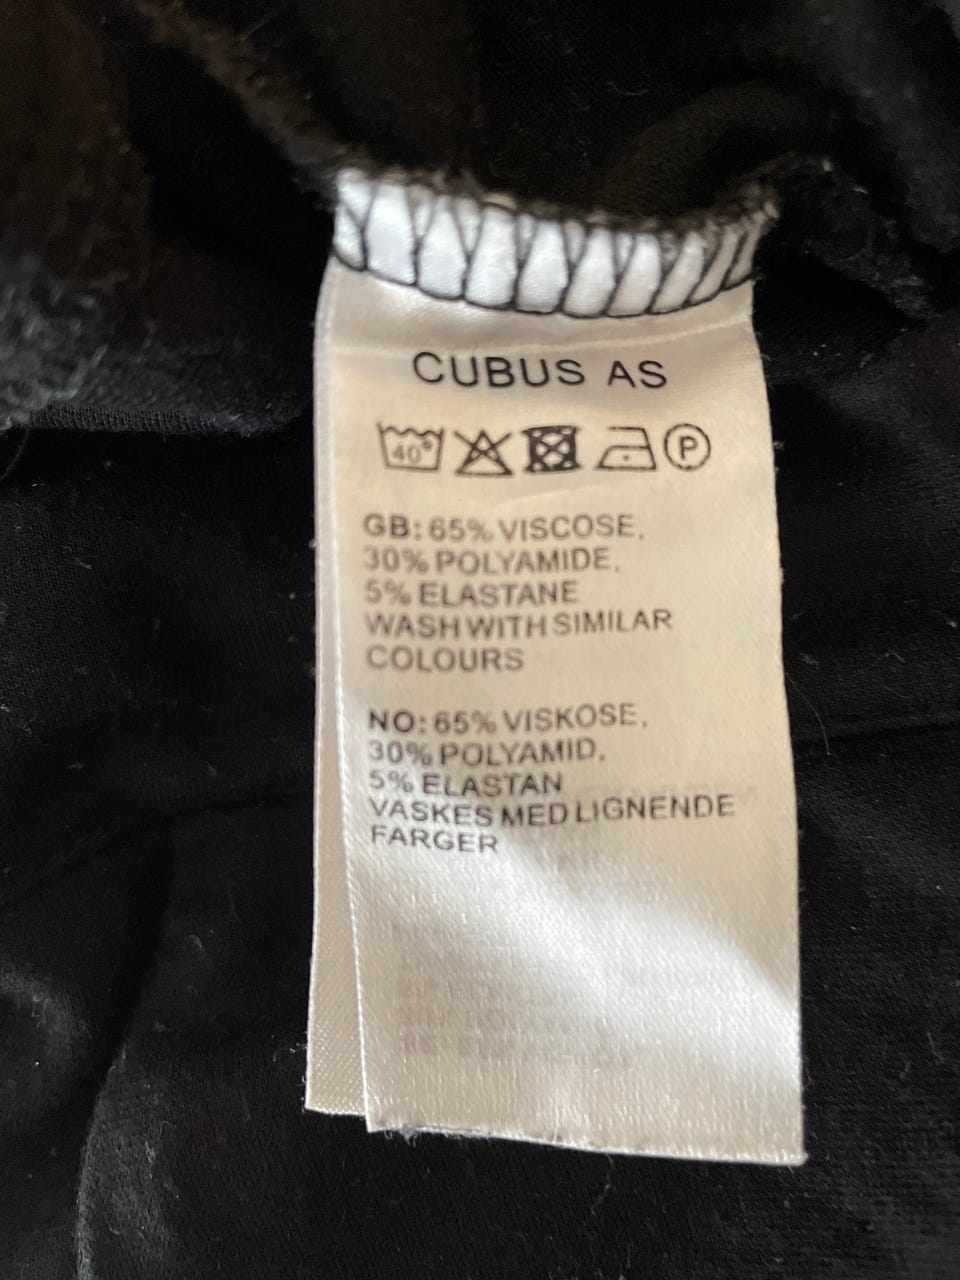 CUBUS AS
40°
P
GB: 65% VISCOSE,
30% POLYAMIDE,
5% ELASTANE
WASH WITH SIMILAR
COLOURS
NO: 65% VISKOSE,
30% POLYAMID,
5% ELASTAN
VASKES MED LIGNENDE
FARGER